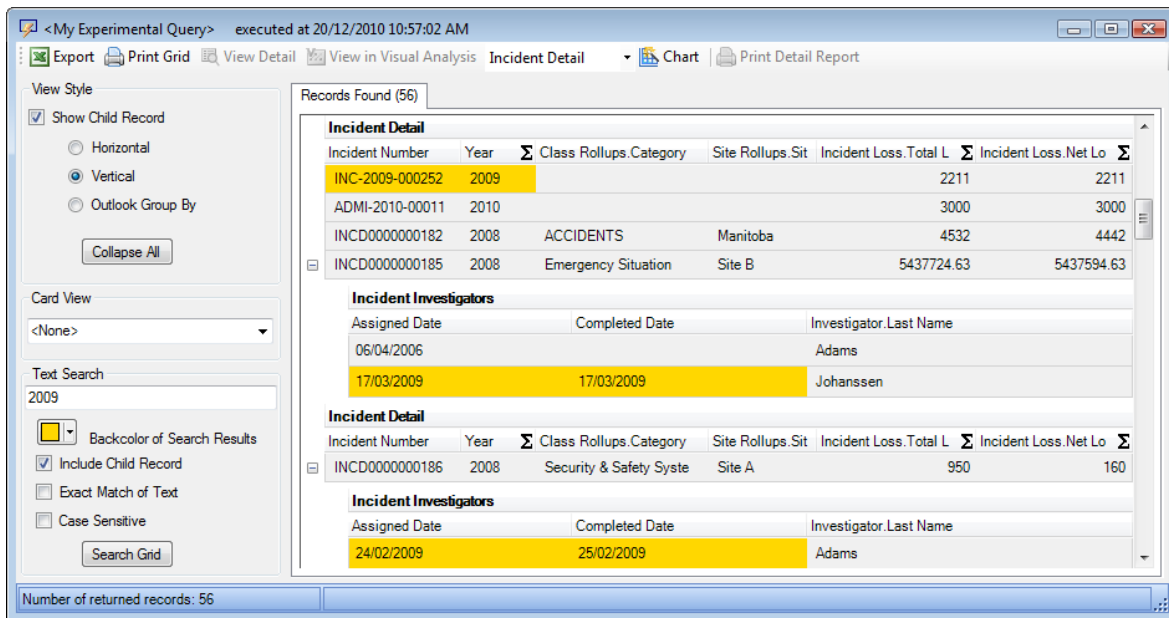 <My Experimental Query> executed at 20/12/2010 10:57:02 AM
Export Print Grid View Detail View in Visual Analysis Incident Detail Chart Print Detail Report
View Style
Show Child Record
Horizontal
Vertical
Outlook Group By
Collapse All
Card View
<None>
Text Search
2009
Backcolor of Search Results
Include Child Record
Exact Match of Text
Case Sensitive
Search Grid
Records Found (56)
Incident Detail
Incident Number Year Σ Class Rollups.Category Site Rollups.Sit Incident Loss.Total L Σ Incident Loss.Net Lo Σ
INC-2009-000252 2009 2211 2211
ADMI-2010-00011 2010 3000 3000
INCD0000000182 2008 ACCIDENTS Manitoba 4532 4442
INCD0000000185 2008 Emergency Situation Site B 5437724.63 5437594.63
Incident Investigators
Assigned Date Completed Date Investigator.Last Name
06/04/2006 Adams
17/03/2009 17/03/2009 Johanssen
Incident Detail
Incident Number Year Σ Class Rollups.Category Site Rollups.Sit Incident Loss.Total L Σ Incident Loss.Net Lo Σ
INCD0000000186 2008 Security & Safety Syste Site A 950 160
Incident Investigators
Assigned Date Completed Date Investigator.Last Name
24/02/2009 25/02/2009 Adams
Number of returned records: 56